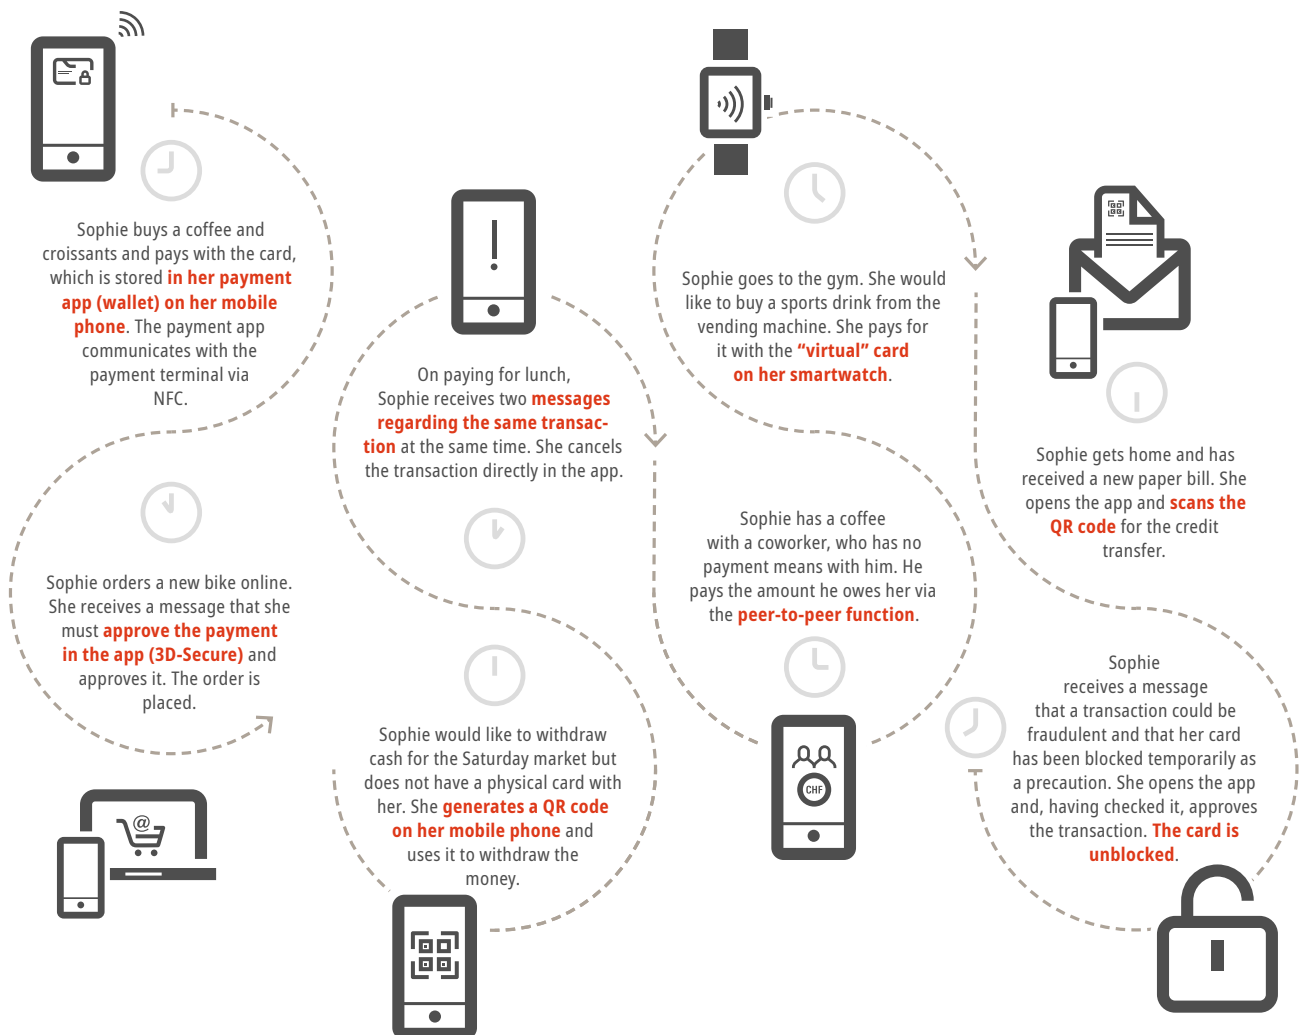 Sophie buys a coffee and
croissants and pays with the card,
which is stored in her payment
app (wallet) on her mobile
phone. The payment app
communicates with the
payment terminal via
NFC.
Sophie orders a new bike online.
She receives a message that she
must approve the payment
in the app (3D-Secure) and
approves it. The order is
placed.
@
Sophie would like to withdraw
cash for the Saturday market but
does not have a physical card with
her. She generates a QR code
on her mobile phone and
uses it to withdraw the
money.
On paying for lunch,
Sophie receives two messages
regarding the same transac-
tion at the same time. She cancels
the transaction directly in the app.
!
Sophie has a coffee
with a coworker, who has no
payment means with him. He
pays the amount he owes her via
the peer-to-peer function.
CHF
Sophie goes to the gym. She would
like to buy a sports drink from the
vending machine. She pays for
it with the “virtual” card
on her smartwatch.
Sophie gets home and has
received a new paper bill. She
opens the app and scans the
QR code for the credit
transfer.
Sophie
receives a message
that a transaction could be
fraudulent and that her card
has been blocked temporarily as
a precaution. She opens the app
and, having checked it, approves
the transaction. The card is
unblocked.